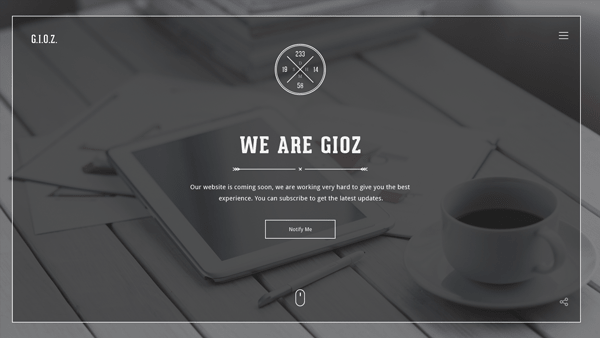 G.I.O.Z.
233
19
14
56
WE ARE GIOZ
Our website is coming soon, we are working very hard to give you the best
experience. You can subscribe to get the latest updates.
Notify Me